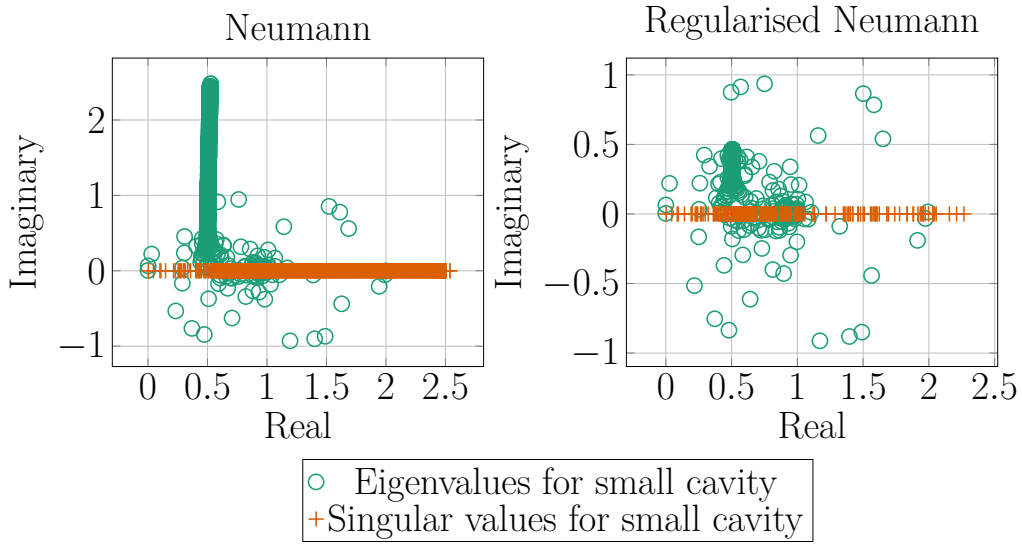 Neumann
Imaginary
2
1
0
−1
0 0.5 1 1.5 2 2.5
Real
Regularised Neumann
Imaginary
1
0.5
0
−0.5
−1
0 0.5 1 1.5 2 2.5
Real
Eigenvalues for small cavity
Singular values for small cavity